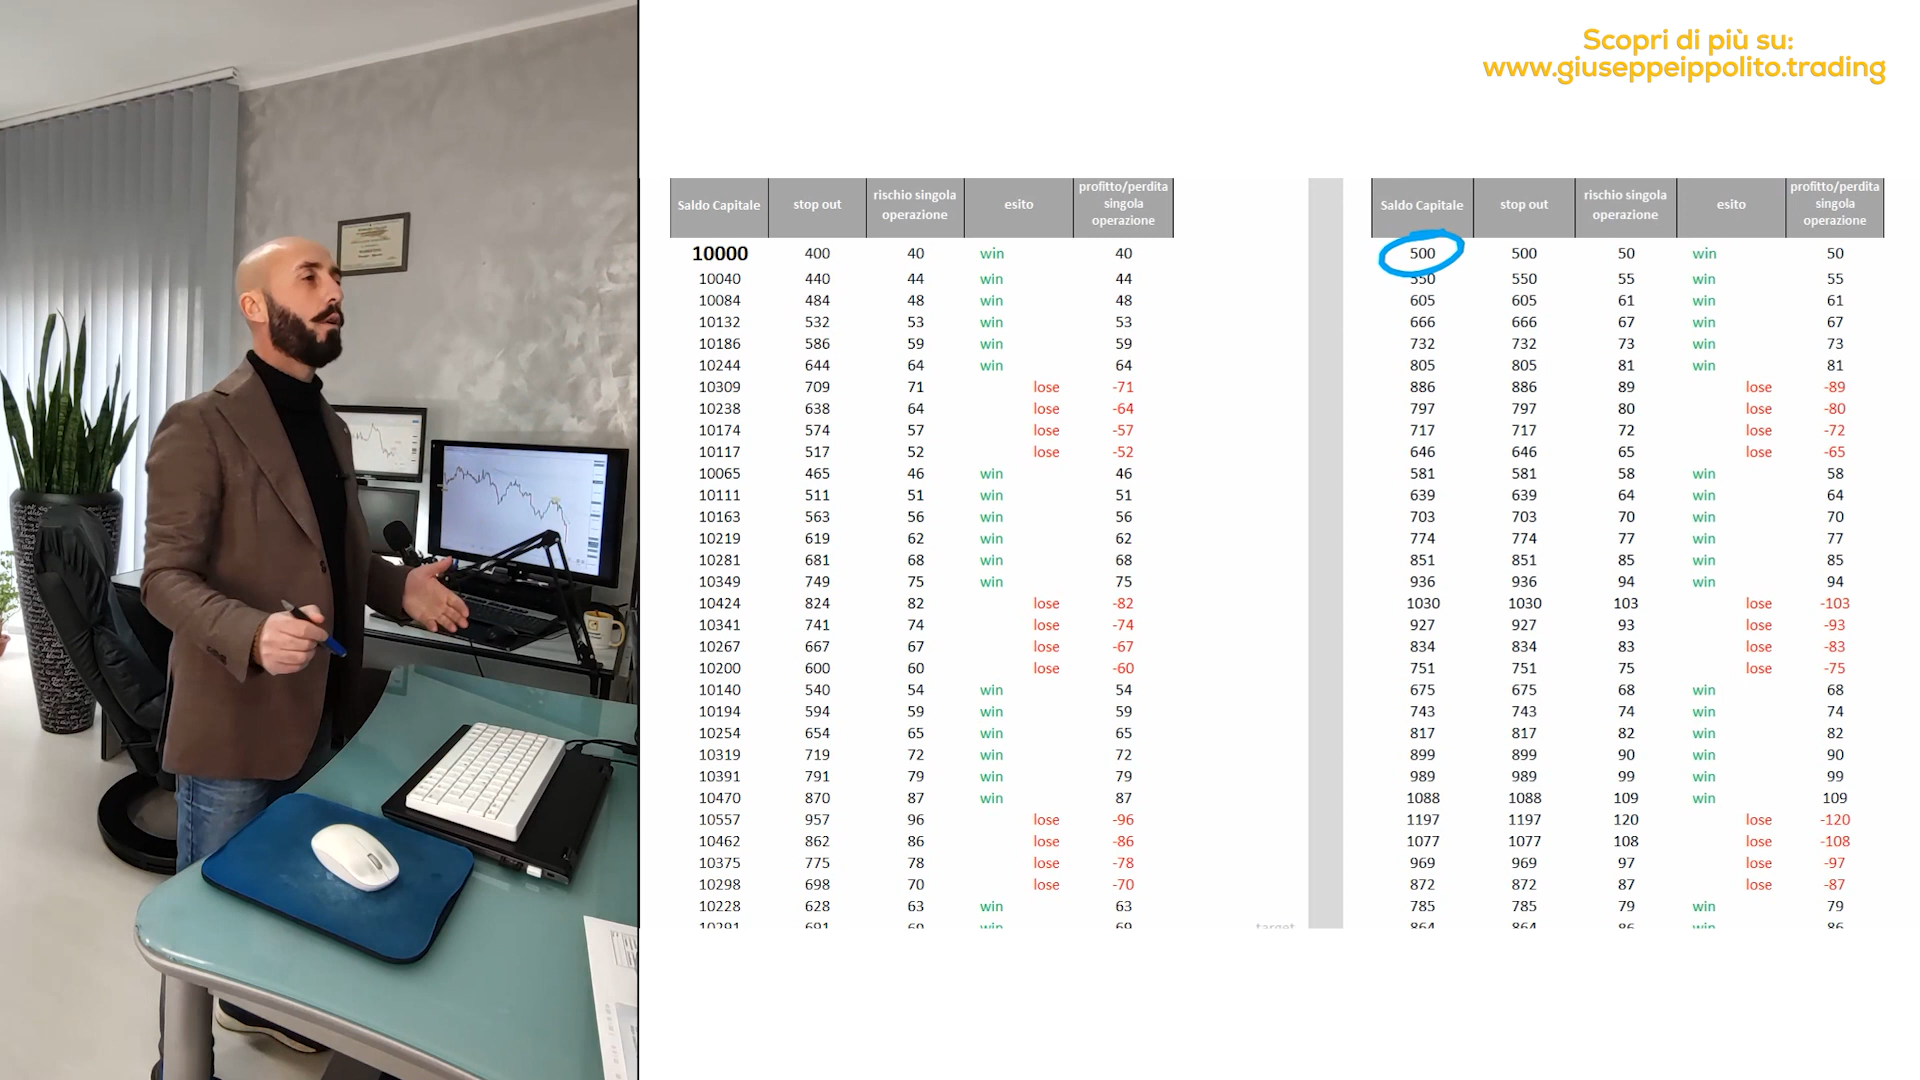 Scopri di più su:
www.giuseppeippolito.trading
Saldo Capitale stop out rischio singola operazione esito profitto/perdita singola operazione
10000 400 40 win 40
10040 440 44 win 44
10084 484 48 win 48
10132 532 53 win 53
10186 586 59 win 59
10244 644 64 win 64
10309 709 71 lose -71
10238 638 64 lose -64
10174 574 57 lose -57
10117 517 52 lose -52
10065 465 46 win 46
10111 511 51 win 51
10163 563 56 win 56
10219 619 62 win 62
10281 681 68 win 68
10349 749 75 win 75
10424 824 82 lose -82
10341 741 74 lose -74
10267 667 67 lose -67
10200 600 60 lose -60
10140 540 54 win 54
10194 594 59 win 59
10254 654 65 win 65
10319 719 72 win 72
10391 791 79 win 79
10470 870 87 win 87
10557 957 96 lose -96
10462 862 86 lose -86
10375 775 78 lose -78
10298 698 70 lose -70
10228 628 63 win 63
10291 691 69 win 69
target
Saldo Capitale stop out rischio singola operazione esito profitto/perdita singola operazione
500 500 50 win 50
550 550 55 win 55
605 605 61 win 61
666 666 67 win 67
732 732 73 win 73
805 805 81 win 81
886 886 89 lose -89
797 797 80 lose -80
717 717 72 lose -72
646 646 65 lose -65
581 581 58 win 58
639 639 64 win 64
703 703 70 win 70
774 774 77 win 77
851 851 85 win 85
936 936 94 win 94
1030 1030 103 lose -103
927 927 93 lose -93
834 834 83 lose -83
751 751 75 lose -75
675 675 68 win 68
743 743 74 win 74
817 817 82 win 82
899 899 90 win 90
989 989 99 win 99
1088 1088 109 win 109
1197 1197 120 lose -120
1077 1077 108 lose -108
969 969 97 lose -97
872 872 87 lose -87
785 785 79 win 79
864 864 86 win 86